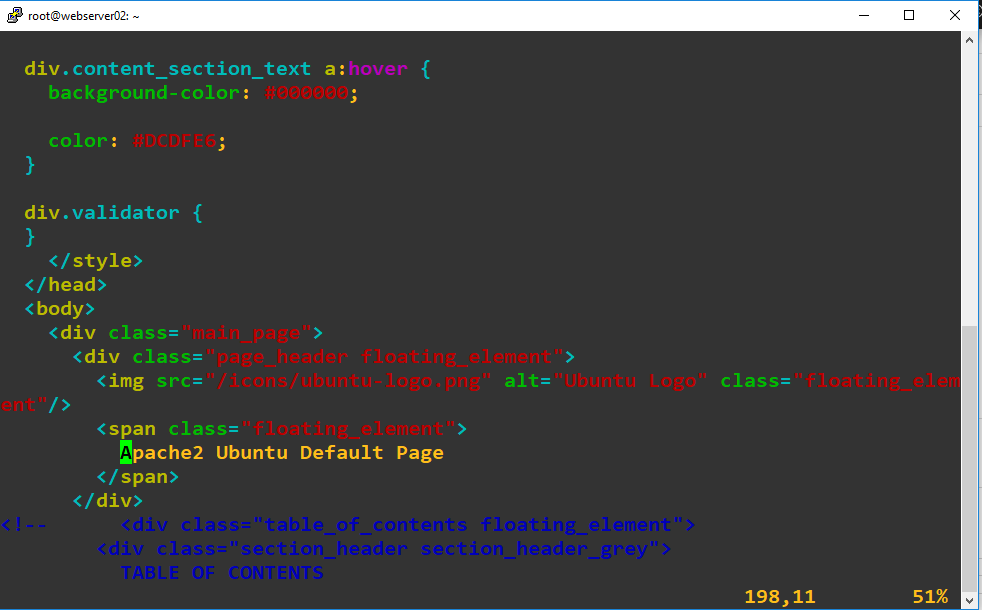 root@webserver02: ~
div.content_section_text a:hover {
background-color: #000000;
color: #DCDFE6;
}
div.validator {
}
</style>
</head>
<body>
<div class="main_page">
<div class="page_header floating_element">
<img src="/icons/ubuntu-logo.png" alt="Ubuntu Logo" class="floating_elem
ent"/>
<span class="floating_element">
Apache2 Ubuntu Default Page
</span>
</div>
<!-- <div class="table_of_contents floating_element">
<div class="section_header section_header_grey">
TABLE OF CONTENTS
198,11 51%